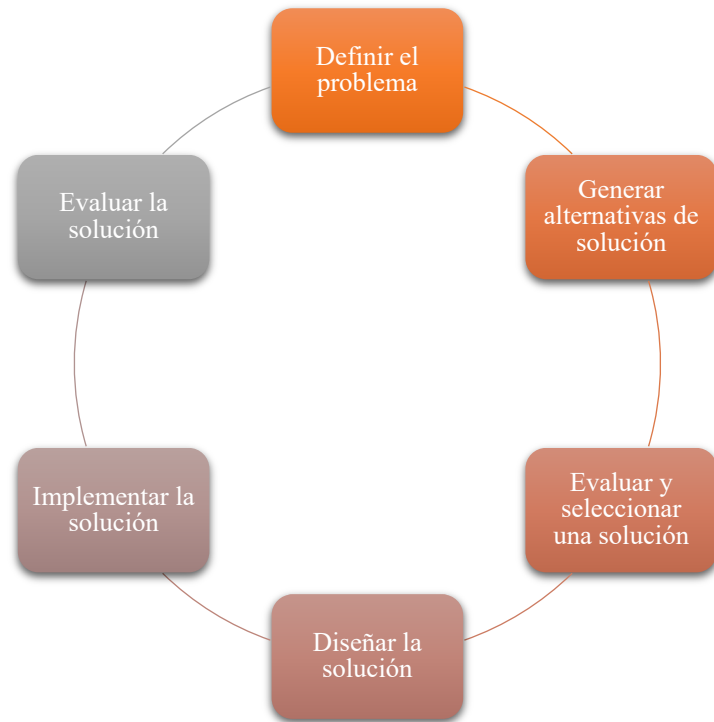 Definir el
problema
Generar
alternativas de
solución
Evaluar y
seleccionar
una solución
Diseñar la
solución
Implementar la
solución
Evaluar la
solución